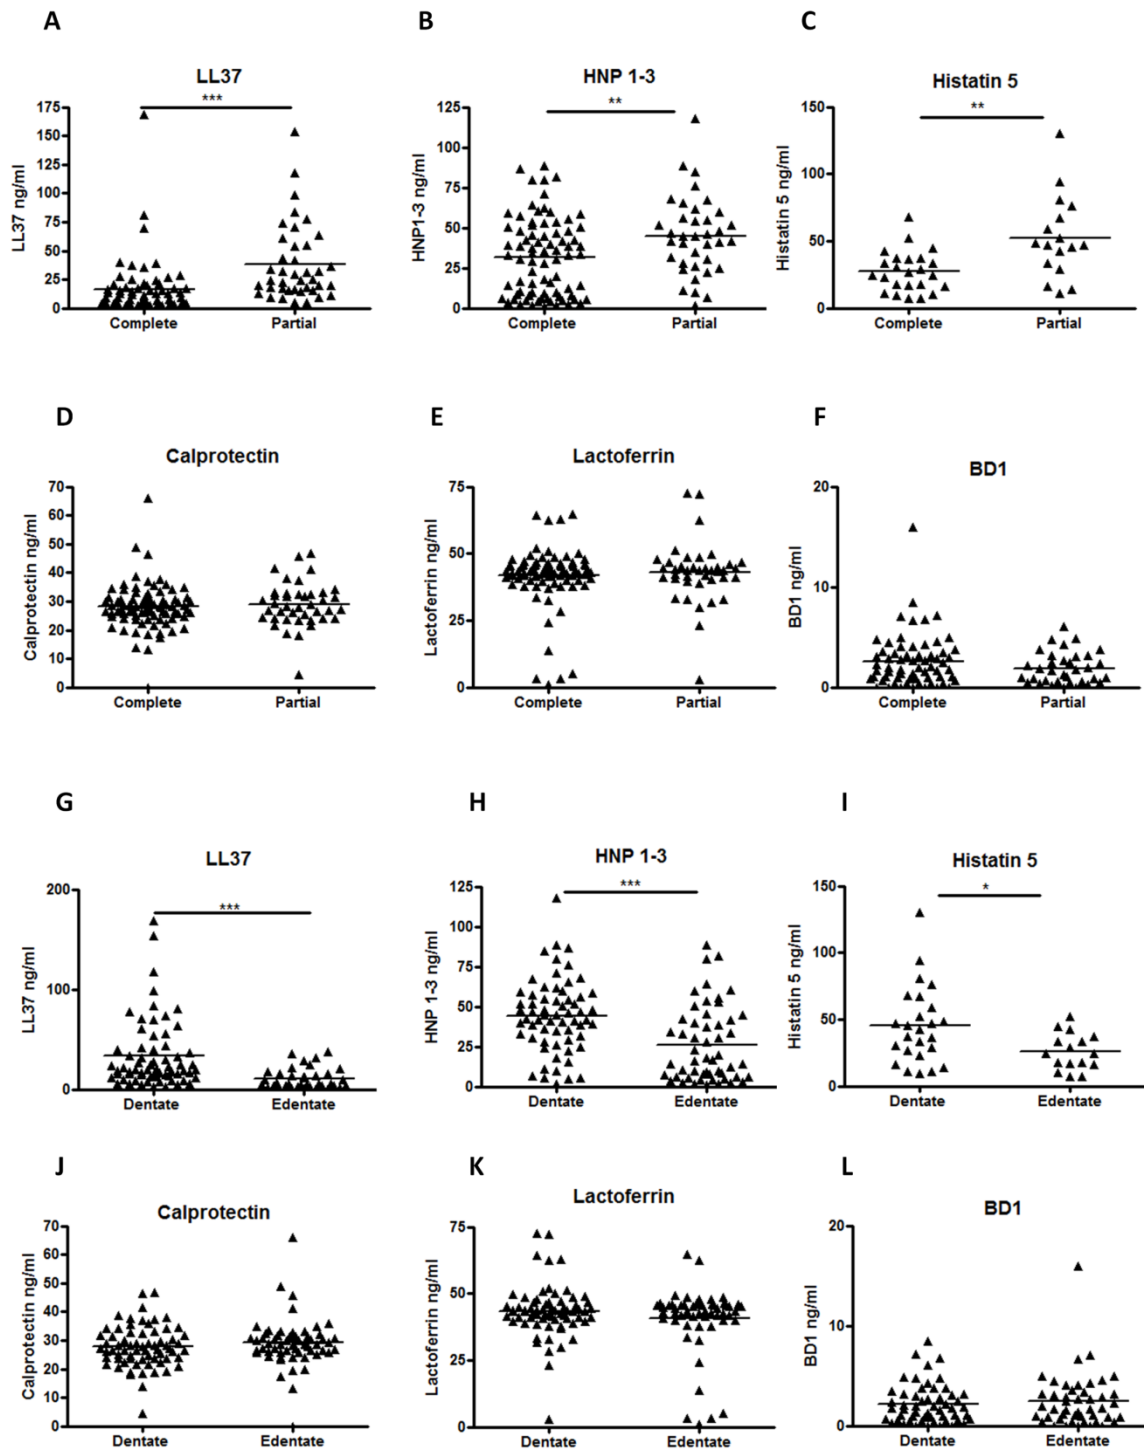 A
B
C
LL37
HNP 1-3
Histatin 5
***
**
**
175
150
125
100
75
50
25
0
LL37 ng/ml
Complete
Partial
125
100
75
50
25
0
HNP1-3 ng/ml
Complete
Partial
150
100
50
0
Histatin 5 ng/ml
Complete
Partial
D
E
F
Calprotectin
Lactoferrin
BD1
70
60
50
40
30
20
10
0
Calprotectin ng/ml
Complete
Partial
75
50
25
0
Lactoferrin ng/ml
Complete
Partial
20
10
0
BD1 ng/ml
Complete
Partial
G
H
I
LL37
HNP 1-3
Histatin 5
***
***
*
200
100
0
LL37 ng/ml
Dentate
Edentate
125
100
75
50
25
0
HNP 1-3 ng/ml
Dentate
Edentate
150
100
50
0
Histatin 5 ng/ml
Dentate
Edentate
J
K
L
Calprotectin
Lactoferrin
BD1
70
60
50
40
30
20
10
0
Calprotectin ng/ml
Dentate
Edentate
75
50
25
0
Lactoferrin ng/ml
Dentate
Edentate
20
10
0
BD1 ng/ml
Dentate
Edentate